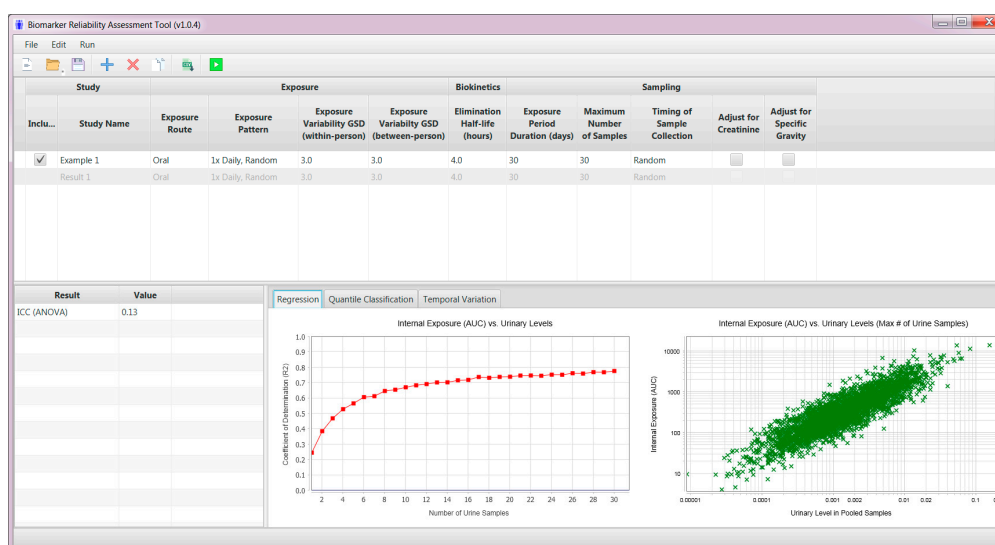 Biomarker Reliability Assessment Tool (v1.0.4)
File Edit Run
Study Exposure Biokinetics Sampling
Inclu... Study Name Exposure Route Exposure Pattern Exposure Variability GSD (within-person) Exposure Variabilty GSD (between-person) Elimination Half-life (hours) Exposure Period Duration (days) Maximum Number of Samples Timing of Sample Collection Adjust for Creatinine Adjust for Specific Gravity
Example 1 Oral 1x Daily, Random 3.0 3.0 4.0 30 30 Random
Result 1 Oral 1x Daily, Random 3.0 3.0 4.0 30 30 Random
Result Value
ICC (ANOVA) 0.13
Regression Quantile Classification Temporal Variation
Internal Exposure (AUC) vs. Urinary Levels
Coefficient of Determination (R2)
1.0
0.9
0.8
0.7
0.6
0.5
0.4
0.3
0.2
0.1
0.0
2 4 6 8 10 12 14 16 18 20 22 24 26 28 30
Number of Urine Samples
Internal Exposure (AUC) vs. Urinary Levels (Max # of Urine Samples)
Internal Exposure (AUC)
10000
1000
100
10
0.00001 0.0001 0.001 0.002 0.01 0.02 0.1
Urinary Level in Pooled Samples